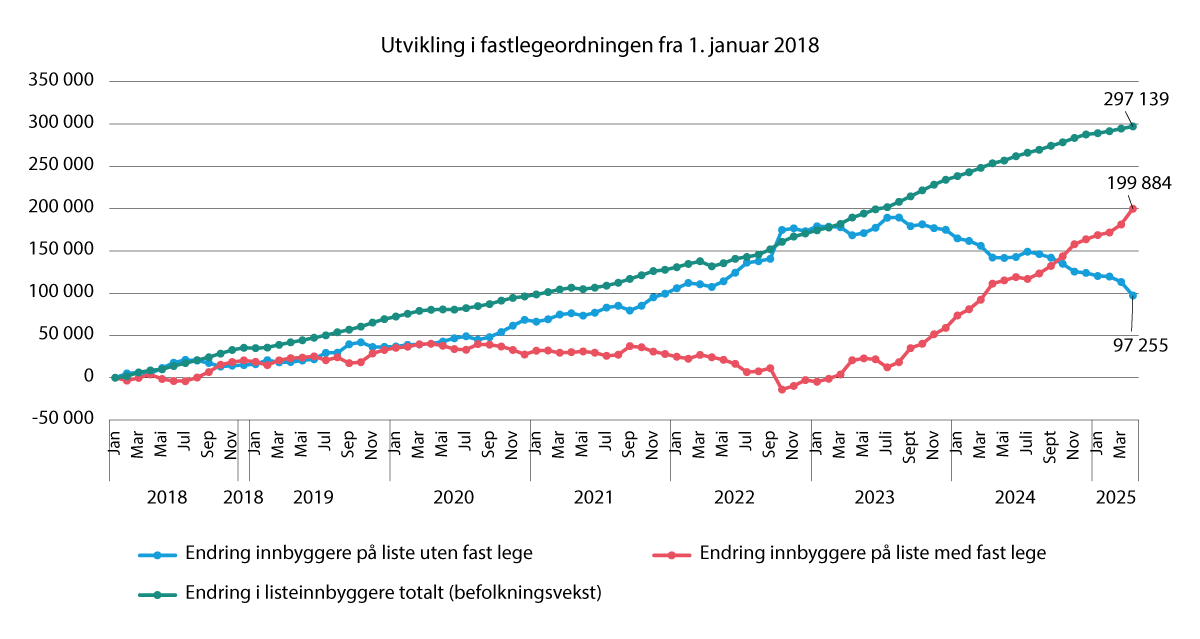 Utvikling i fastlegeordningen fra 1. januar 2018
350 000
300 000
250 000
200 000
150 000
100 000
50 000
0
-50 000
297 139
199 884
97 255
Jan Mar Mai Jul Sep Nov Jan Mar Mai Jul Sep Nov Jan Mar Mai Jul Sep Nov Jan Mar Mai Jul Sep Nov Jan Mar Mai Jul Sep Nov Jan Mar Mai Juli Sept Nov Jan Mar Mai Juli Sept Nov Jan Mar
2018 2018 2019 2020 2021 2022 2023 2024 2025
Endring innbyggere på liste uten fast lege
Endring innbyggere på liste med fast lege
Endring i listeinnbyggere totalt (befolkningsvekst)